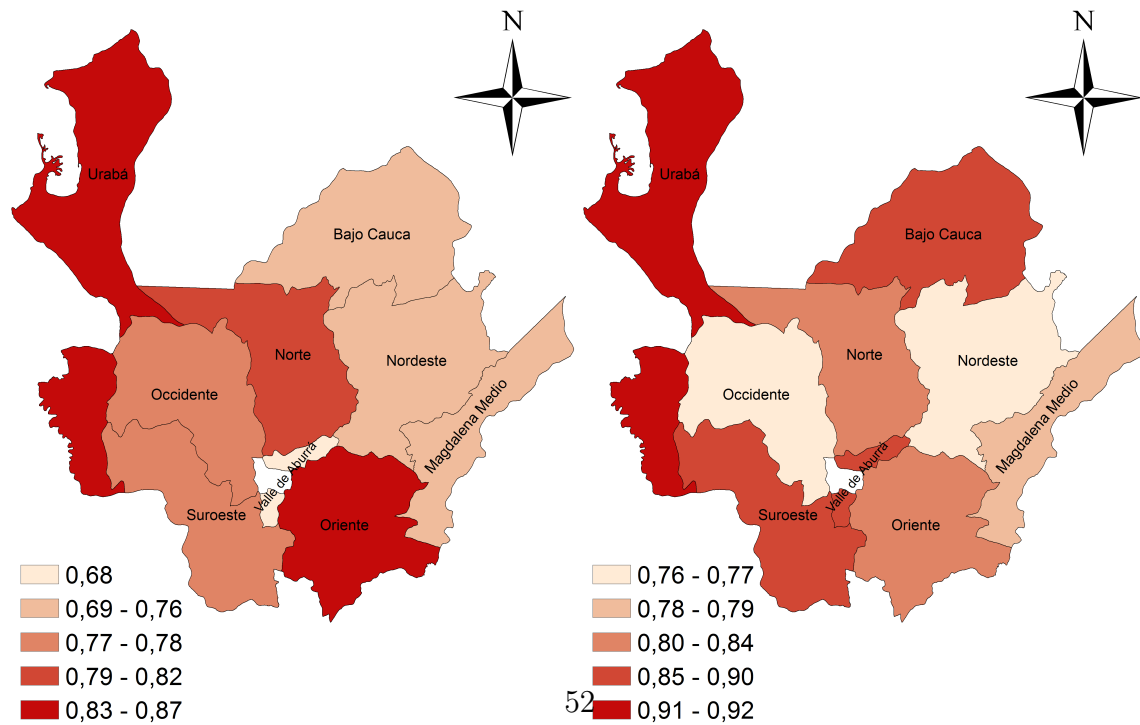 N
Urabá
Bajo Cauca
Norte
Nordeste
Occidente
Magdalena Medio
Valle de Aburrá
Suroeste
Oriente
0,68
0,69 - 0,76
0,77 - 0,78
0,79 - 0,82
0,83 - 0,87
N
Urabá
Bajo Cauca
Norte
Nordeste
Occidente
Magdalena Medio
Valle de Aburrá
Suroeste
Oriente
0,76 - 0,77
0,78 - 0,79
0,80 - 0,84
0,85 - 0,90
0,91 - 0,92
52